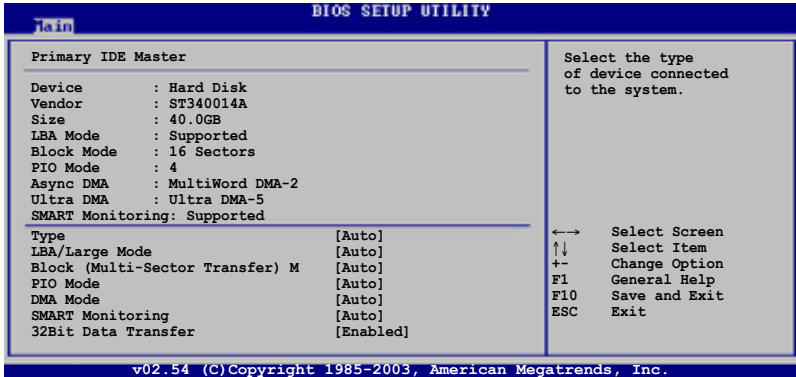 BIOS SETUP UTILITY
Main
Primary IDE Master
Device : Hard Disk
Vendor : ST340014A
Size : 40.0GB
LBA Mode : Supported
Block Mode : 16 Sectors
PIO Mode : 4
Async DMA : MultiWord DMA-2
Ultra DMA : Ultra DMA-5
SMART Monitoring: Supported
Type [Auto]
LBA/Large Mode [Auto]
Block (Multi-Sector Transfer) M [Auto]
PIO Mode [Auto]
DMA Mode [Auto]
SMART Monitoring [Auto]
32Bit Data Transfer [Enabled]
Select the type
of device connected
to the system.
←→ Select Screen
↑↓ Select Item
+- Change Option
F1 General Help
F10 Save and Exit
ESC Exit
v02.54 (C)Copyright 1985-2003, American Megatrends, Inc.